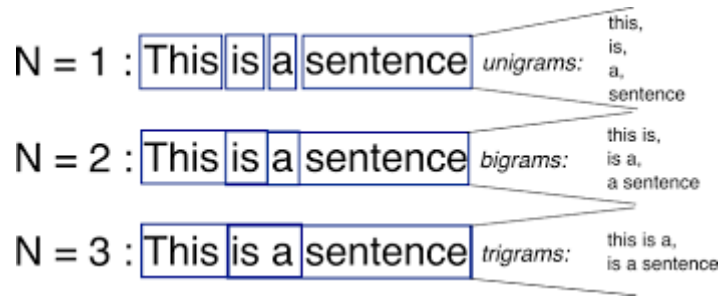 N = 1 : This is a sentence unigrams:
this,
is,
a,
sentence
N = 2 : This is a sentence bigrams:
this is,
is a,
a sentence
N = 3 : This is a sentence trigrams:
this is a,
is a sentence